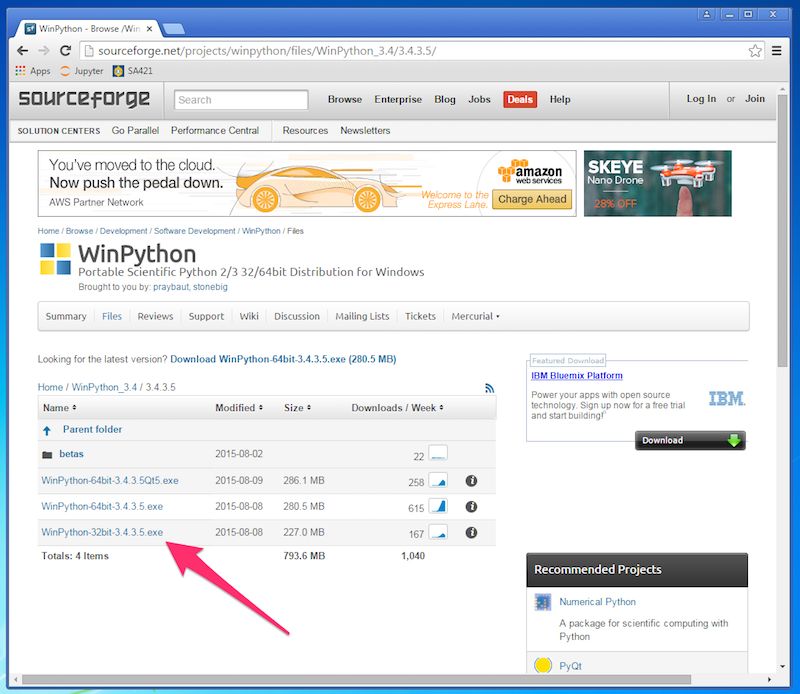 WinPython - Browse /Win
sourceforge.net/projects/winpython/files/WinPython_3.4/3.4.3.5/
Apps Jupyter SA421
sourceforge Search Browse Enterprise Blog Jobs Deals Help Log In or Join
SOLUTION CENTERS Go Parallel Performance Central Resources Newsletters
You've moved to the cloud.
Now push the pedal down.
AWS Partner Network
Welcome to the
Express Lane.
amazon
web services
Charge Ahead
SKEYE
Nano Drone
28% OFF
Home / Browse / Development / Software Development / WinPython / Files
WinPython
Portable Scientific Python 2/3 32/64bit Distribution for Windows
Brought to you by: praybaut, stonebig
Summary Files Reviews Support Wiki Discussion Mailing Lists Tickets Mercurial
Looking for the latest version? Download WinPython-64bit-3.4.3.5.exe (280.5 MB)
Home / WinPython_3.4 / 3.4.3.5
Name Modified Size Downloads / Week
Parent folder
betas 2015-08-02 22
WinPython-64bit-3.4.3.5Qt5.exe 2015-08-09 286.1 MB 258
WinPython-64bit-3.4.3.5.exe 2015-08-08 280.5 MB 615
WinPython-32bit-3.4.3.5.exe 2015-08-08 227.0 MB 167
Totals: 4 Items 793.6 MB 1,040
Featured Download
IBM Bluemix Platform
Power your apps with open source
technology. Sign up now for a free trial
and start building!
IBM.
Download
Recommended Projects
Numerical Python
A package for scientific computing with
Python
PyQt